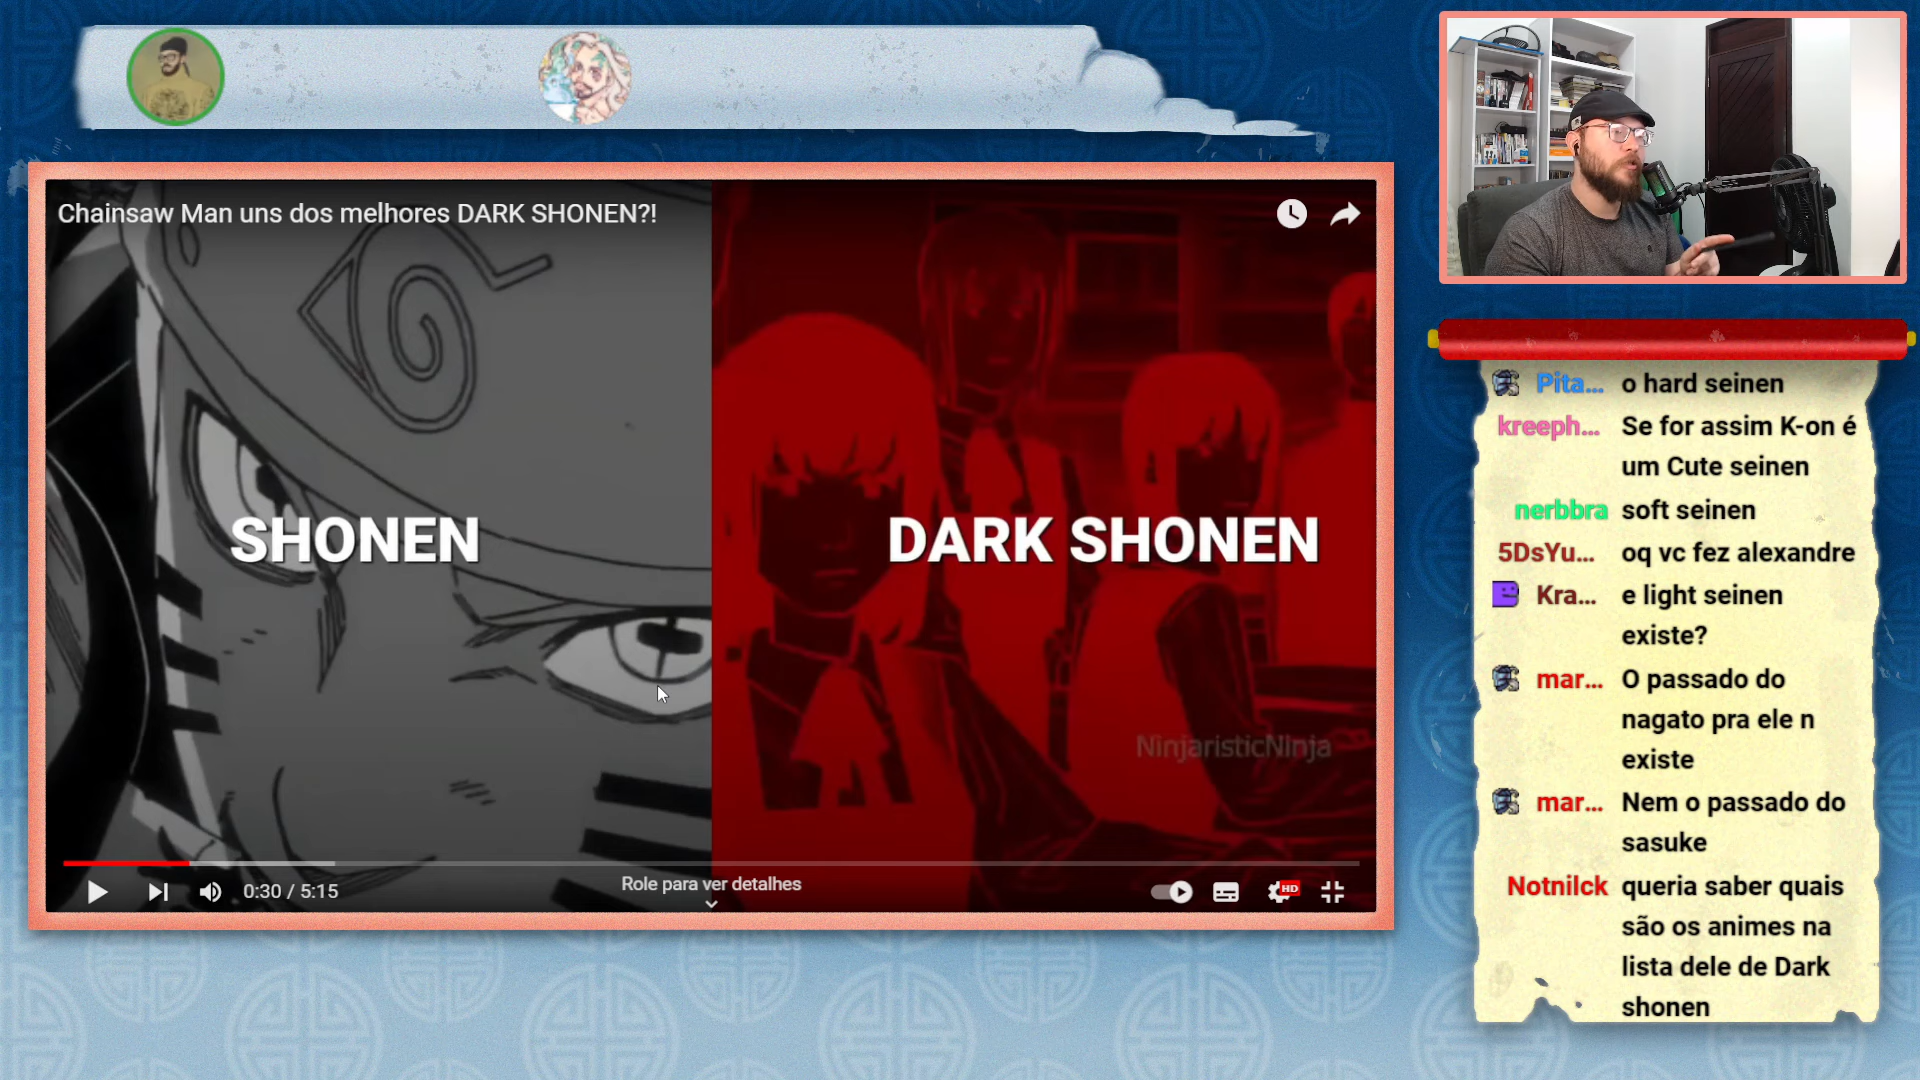 Chainsaw Man uns dos melhores DARK SHONEN?!
SHONEN
DARK SHONEN
NinjaristicNinja
Role para ver detalhes
0:30 / 5:15
HD
Pita... o hard seinen
kreeph... Se for assim K-on é
um Cute seinen
nerbbra soft seinen
5DsYu... oq vc fez alexandre
Kra... e light seinen
existe?
mar... O passado do
nagato pra ele n
existe
mar... Nem o passado do
sasuke
Notnilck queria saber quais
são os animes na
lista dele de Dark
shonen